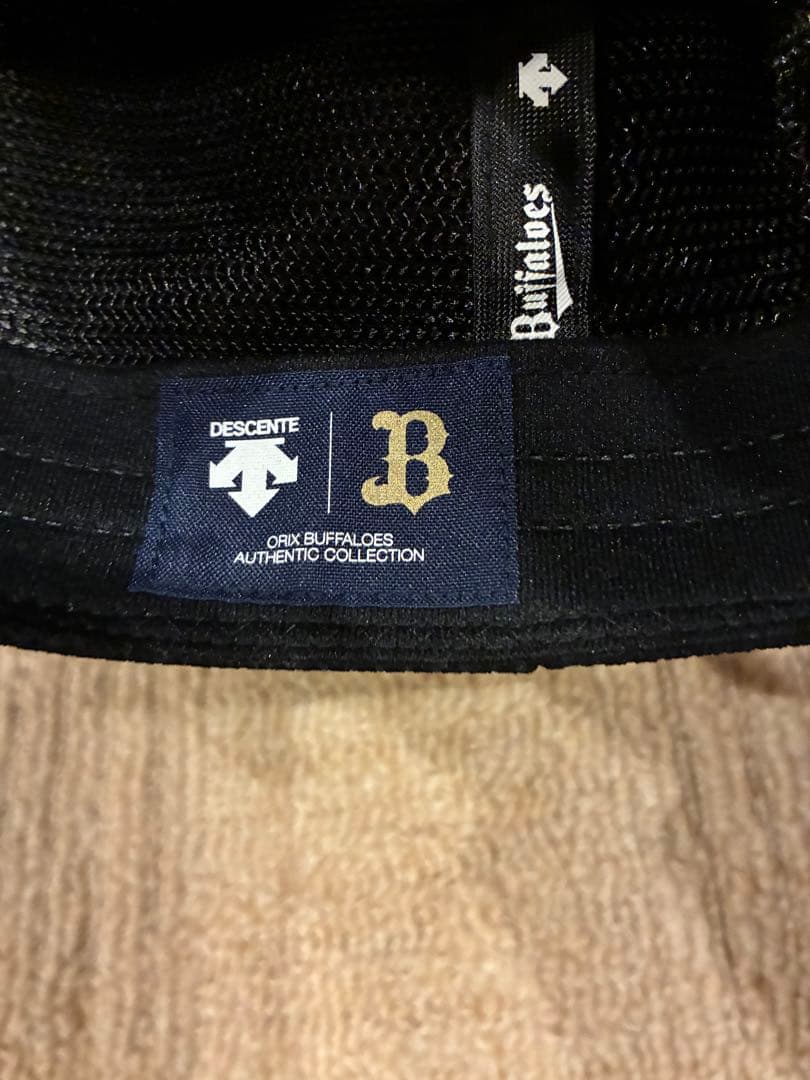 Buffaloes
DESCENTE
B
ORIX BUFFALOES
AUTHENTIC COLLECTION